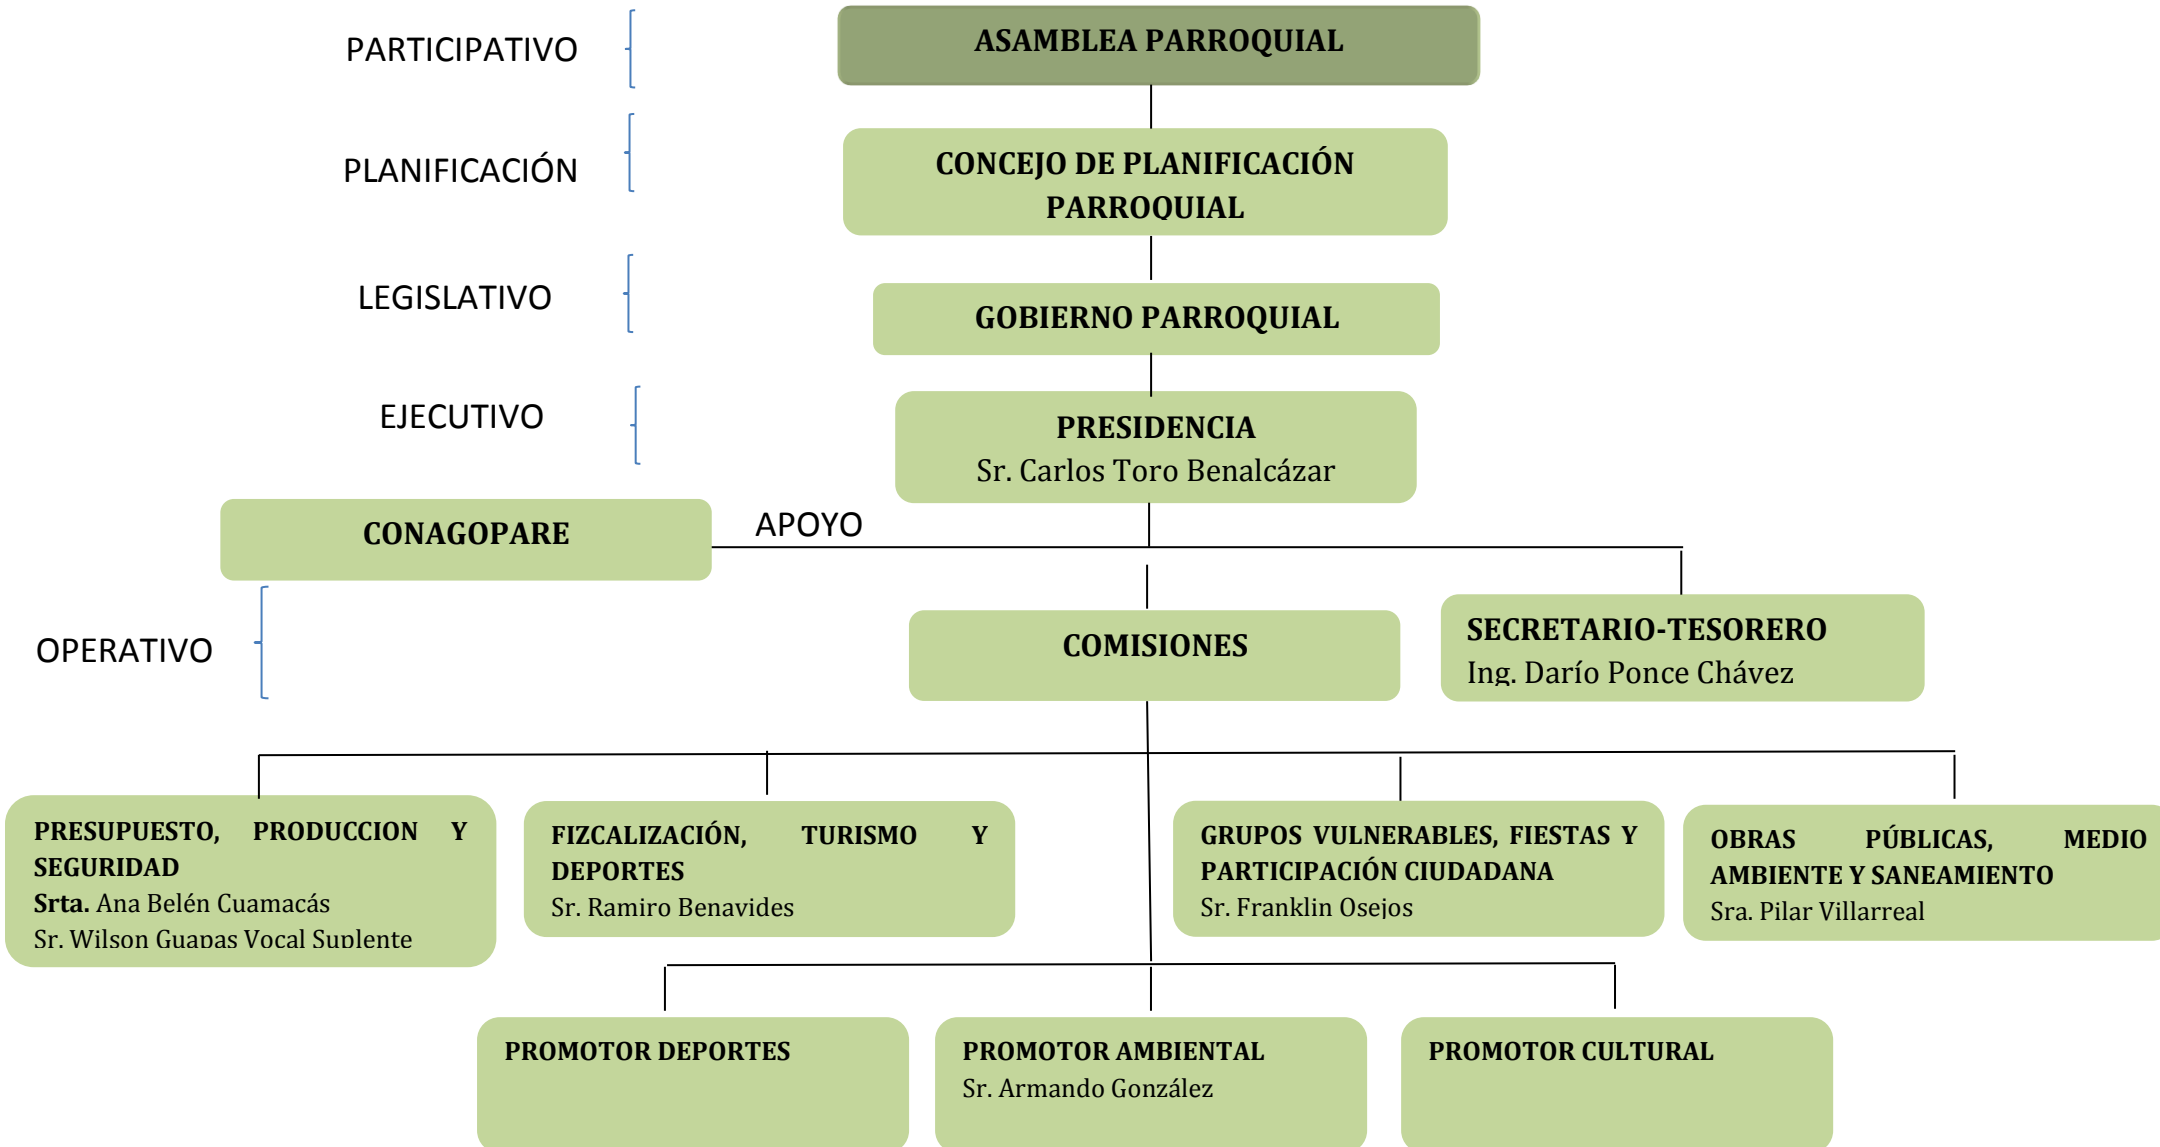 PARTICIPATIVO
ASAMBLEA PARROQUIAL
PLANIFICACIÓN
CONCEJO DE PLANIFICACIÓN
PARROQUIAL
LEGISLATIVO
GOBIERNO PARROQUIAL
EJECUTIVO
PRESIDENCIA
Sr. Carlos Toro Benalcázar
CONAGOPARE
APOYO
OPERATIVO
COMISIONES
SECRETARIO-TESORERO
Ing. Darío Ponce Chávez
PRESUPUESTO, PRODUCCION Y
SEGURIDAD
Srta. Ana Belén Cuamacás
Sr. Wilson Guapas Vocal Suplente
FIZCALIZACIÓN, TURISMO Y
DEPORTES
Sr. Ramiro Benavides
GRUPOS VULNERABLES, FIESTAS Y
PARTICIPACIÓN CIUDADANA
Sr. Franklin Osejos
OBRAS PÚBLICAS, MEDIO
AMBIENTE Y SANEAMIENTO
Sra. Pilar Villarreal
PROMOTOR DEPORTES
PROMOTOR AMBIENTAL
Sr. Armando González
PROMOTOR CULTURAL